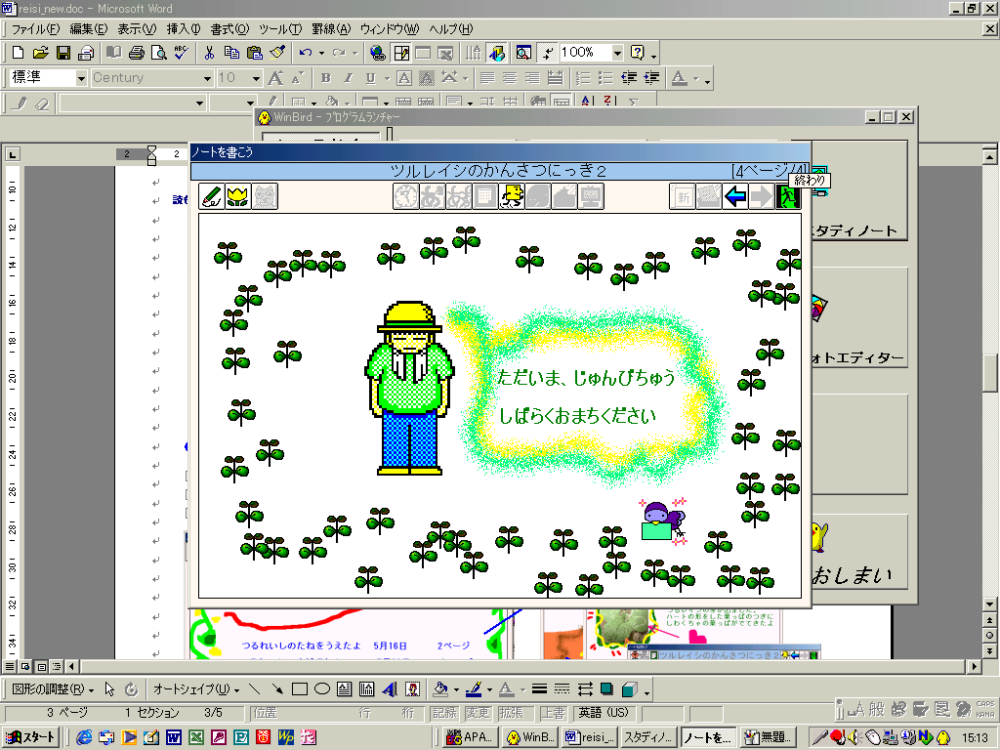 reisi_new.doc - Microsoft Word
ファイル(F) 編集(E) 表示(V) 挿入(I) 書式(O) ツール(T) 罫線(A) ウィンドウ(W) ヘルプ(H)
100%
標準 Century 10
WinBird - プログラムランチャー
ノートを書こう
ツルレイシのかんさつにっき2 [4ページ/4]
終わり
新
スタディノート
ただいま、じゅんびちゅう
しばらくおまちください
ォトエディター
おしまい
つるれいしのたねをうえたよ 5月16日 2ページ
ハートの形をした葉っぱのつぎに
しわくちゃの葉っぱがでてきたよ
ツルレイシのかんさつにっき2
図形の調整(R) オートシェイプ(U)
3 ページ 1 セクション 3/5 位置 行 桁 記録 変更 拡張 上書 英語 (US)
A般 CAPS KANA
スタート APA... WinB... reisi_... スタディノ... ノートを... 無題... 15:13